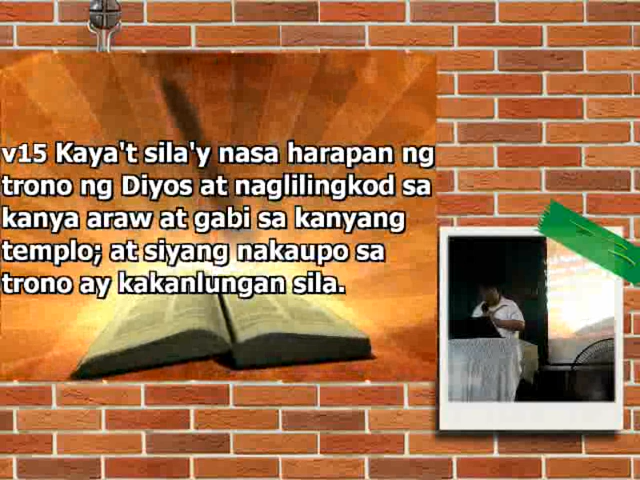 v15 Kaya't sila'y nasa harapan ng
trono ng Diyos at naglilingkod sa
kanya araw at gabi sa kanyang
templo; at siyang nakaupo sa
trono ay kakanlungan sila.